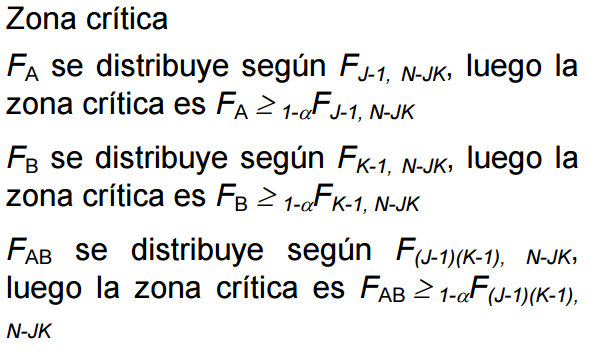 Zona crítica
FA se distribuye según FJ-1, N-JK, luego la
zona crítica es FA ≥ 1-αFJ-1, N-JK
FB se distribuye según FK-1, N-JK, luego la
zona crítica es FB ≥ 1-αFK-1, N-JK
FAB se distribuye según F(J-1)(K-1), N-JK,
luego la zona crítica es FAB ≥ 1-αF(J-1)(K-1),
N-JK